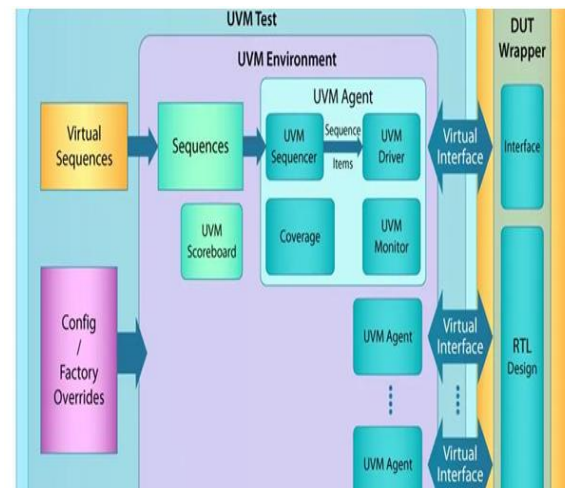 UVM Test
DUT
Wrapper
UVM Environment
UVM Agent
Virtual
Sequences
Sequences
UVM
Sequencer
Sequence
Items
UVM
Driver
Virtual
Interface
Interface
UVM
Scoreboard
Coverage
UVM
Monitor
Config
/
Factory
Overrides
UVM Agent
Virtual
Interface
RTL
Design
UVM Agent
Virtual
Interface